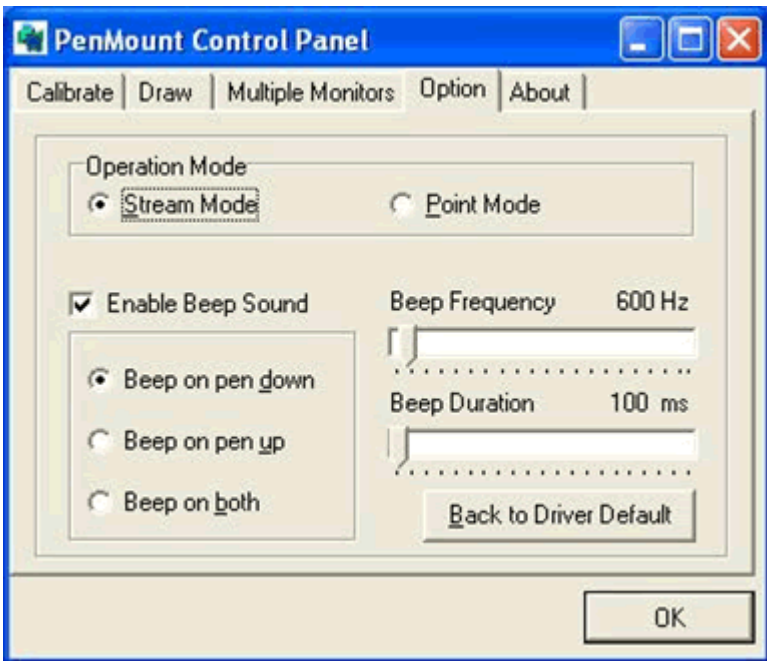 PenMount Control Panel
Calibrate Draw Multiple Monitors Option About
Operation Mode
Stream Mode Point Mode
Enable Beep Sound Beep Frequency 600 Hz
Beep on pen down
Beep Duration 100 ms
Beep on pen up
Beep on both
Back to Driver Default
OK